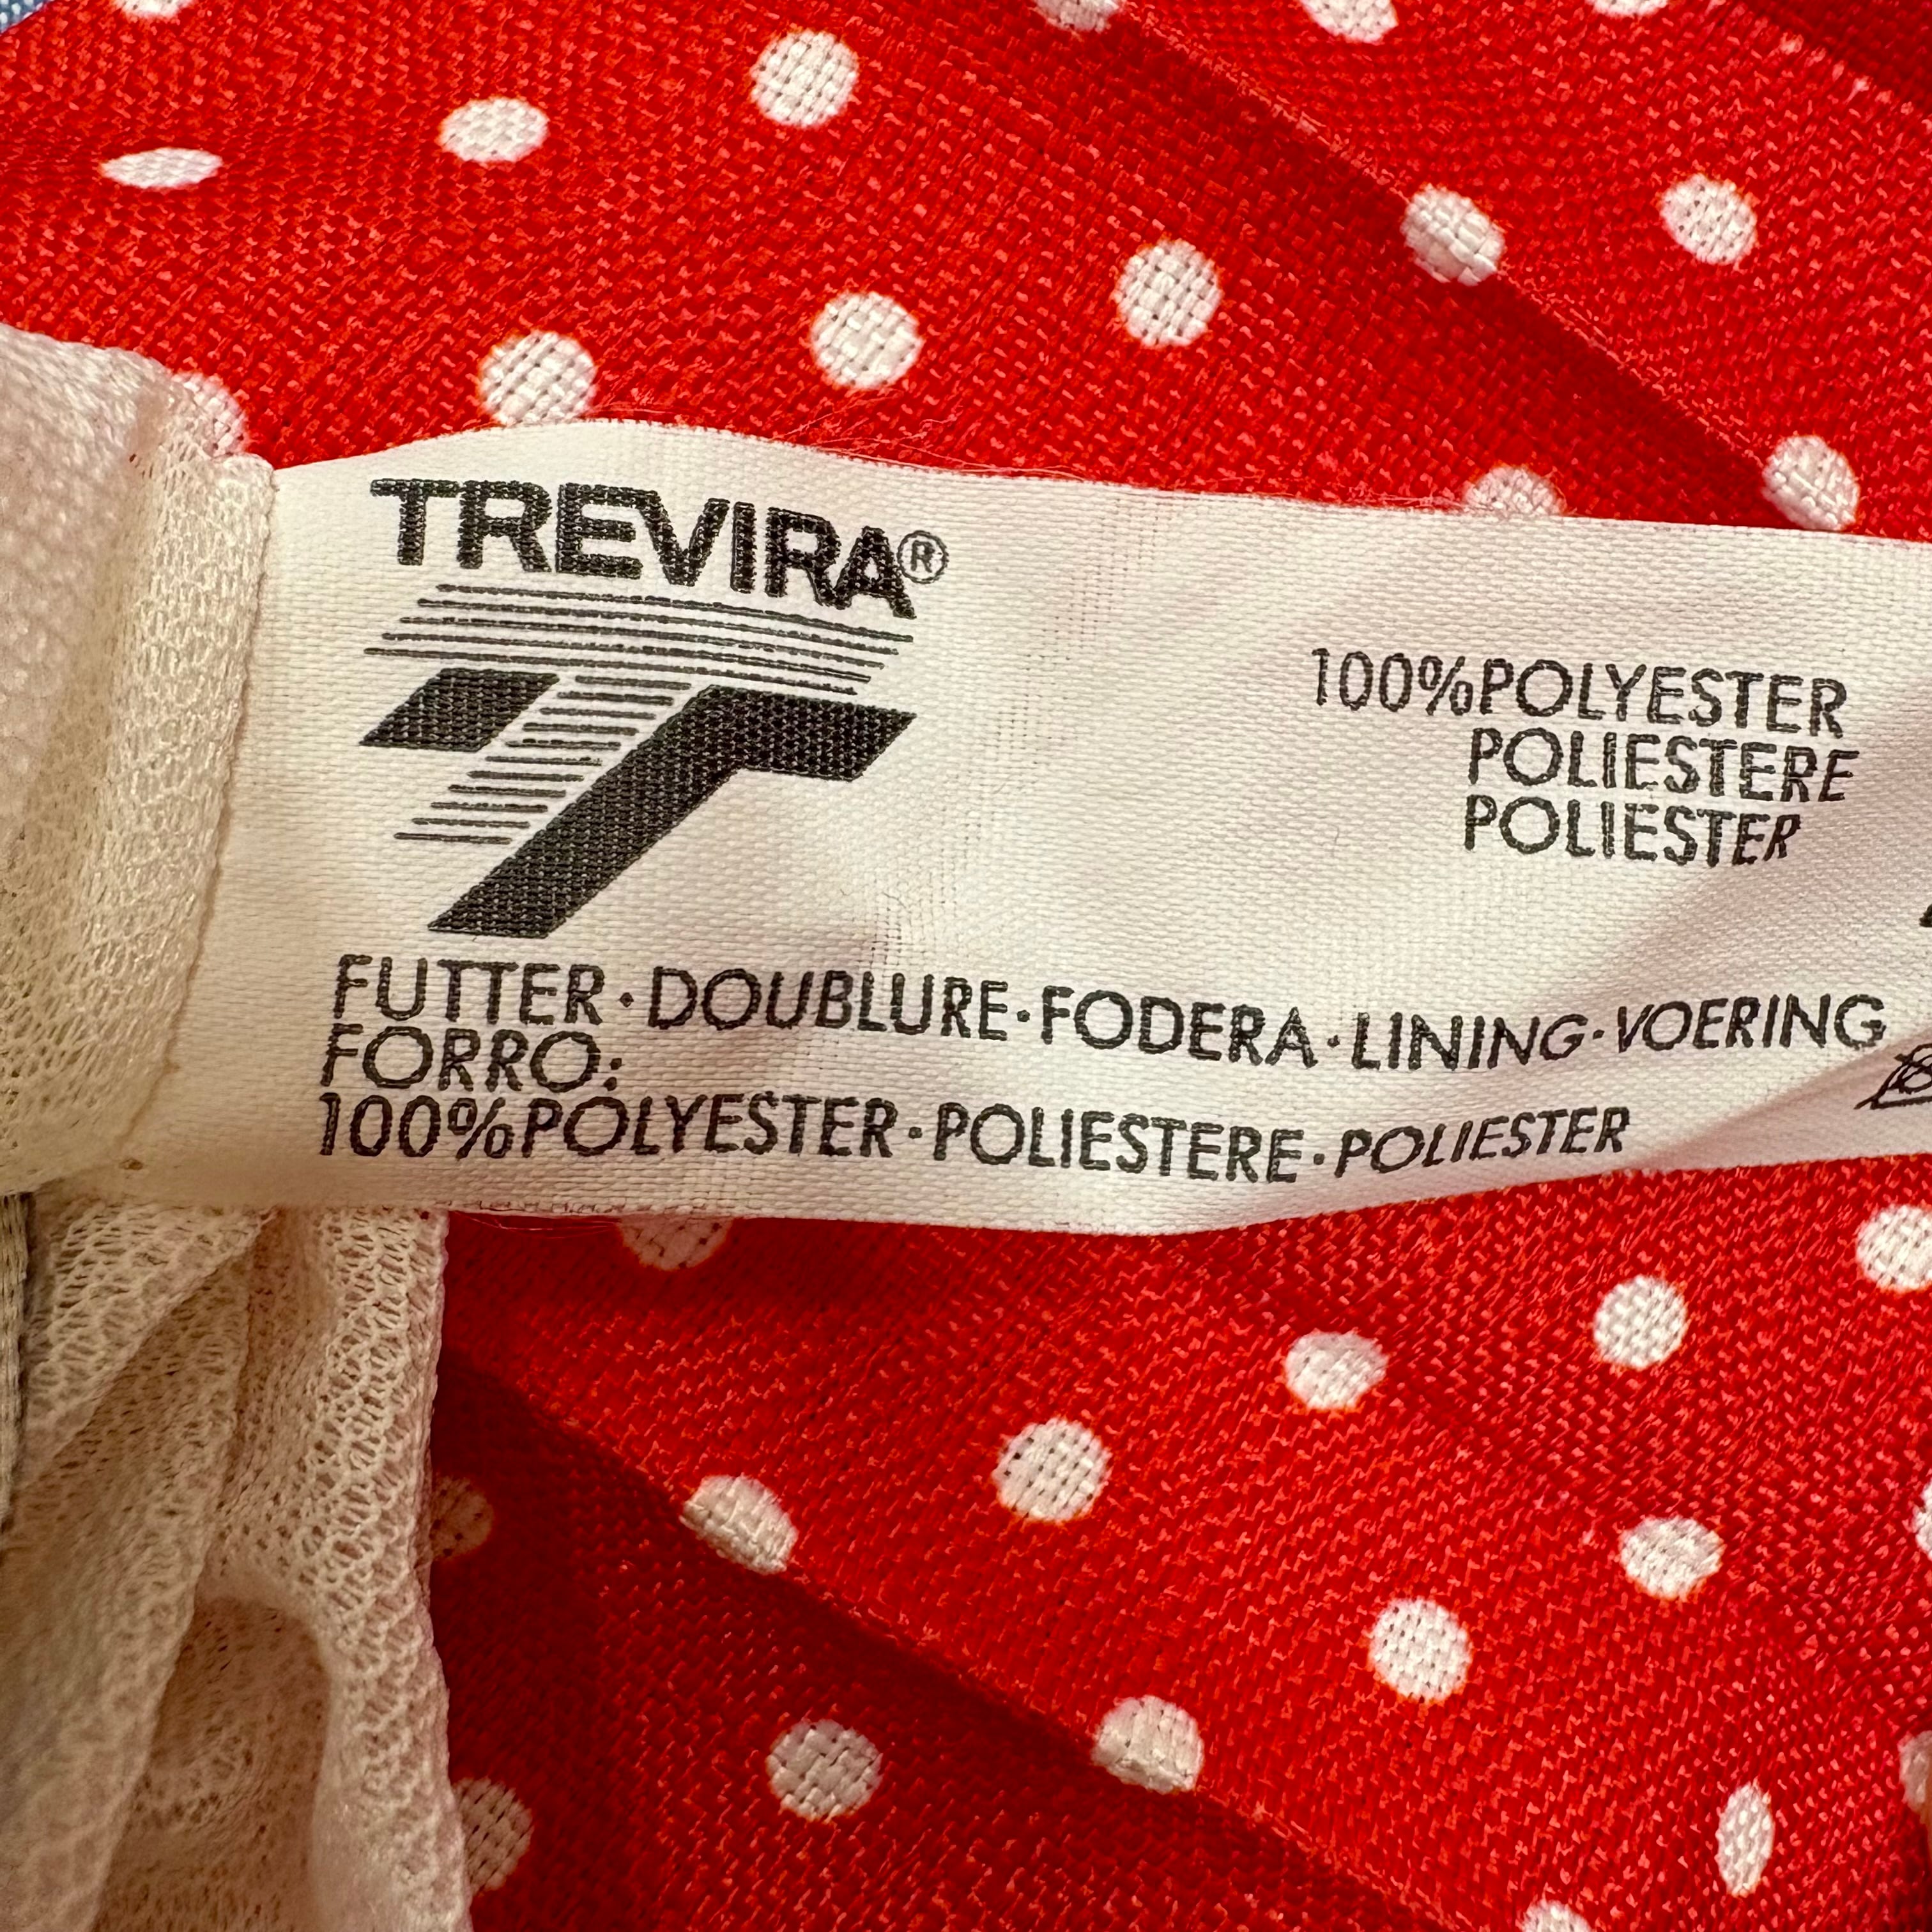 TREVIRA®
100%POLYESTER
POLIESTERE
POLIESTER
FUTTER·DOUBLURE·FODERA·LINING·VOERING
FORRO:
100%POLYESTER·POLIESTERE·POLIESTER